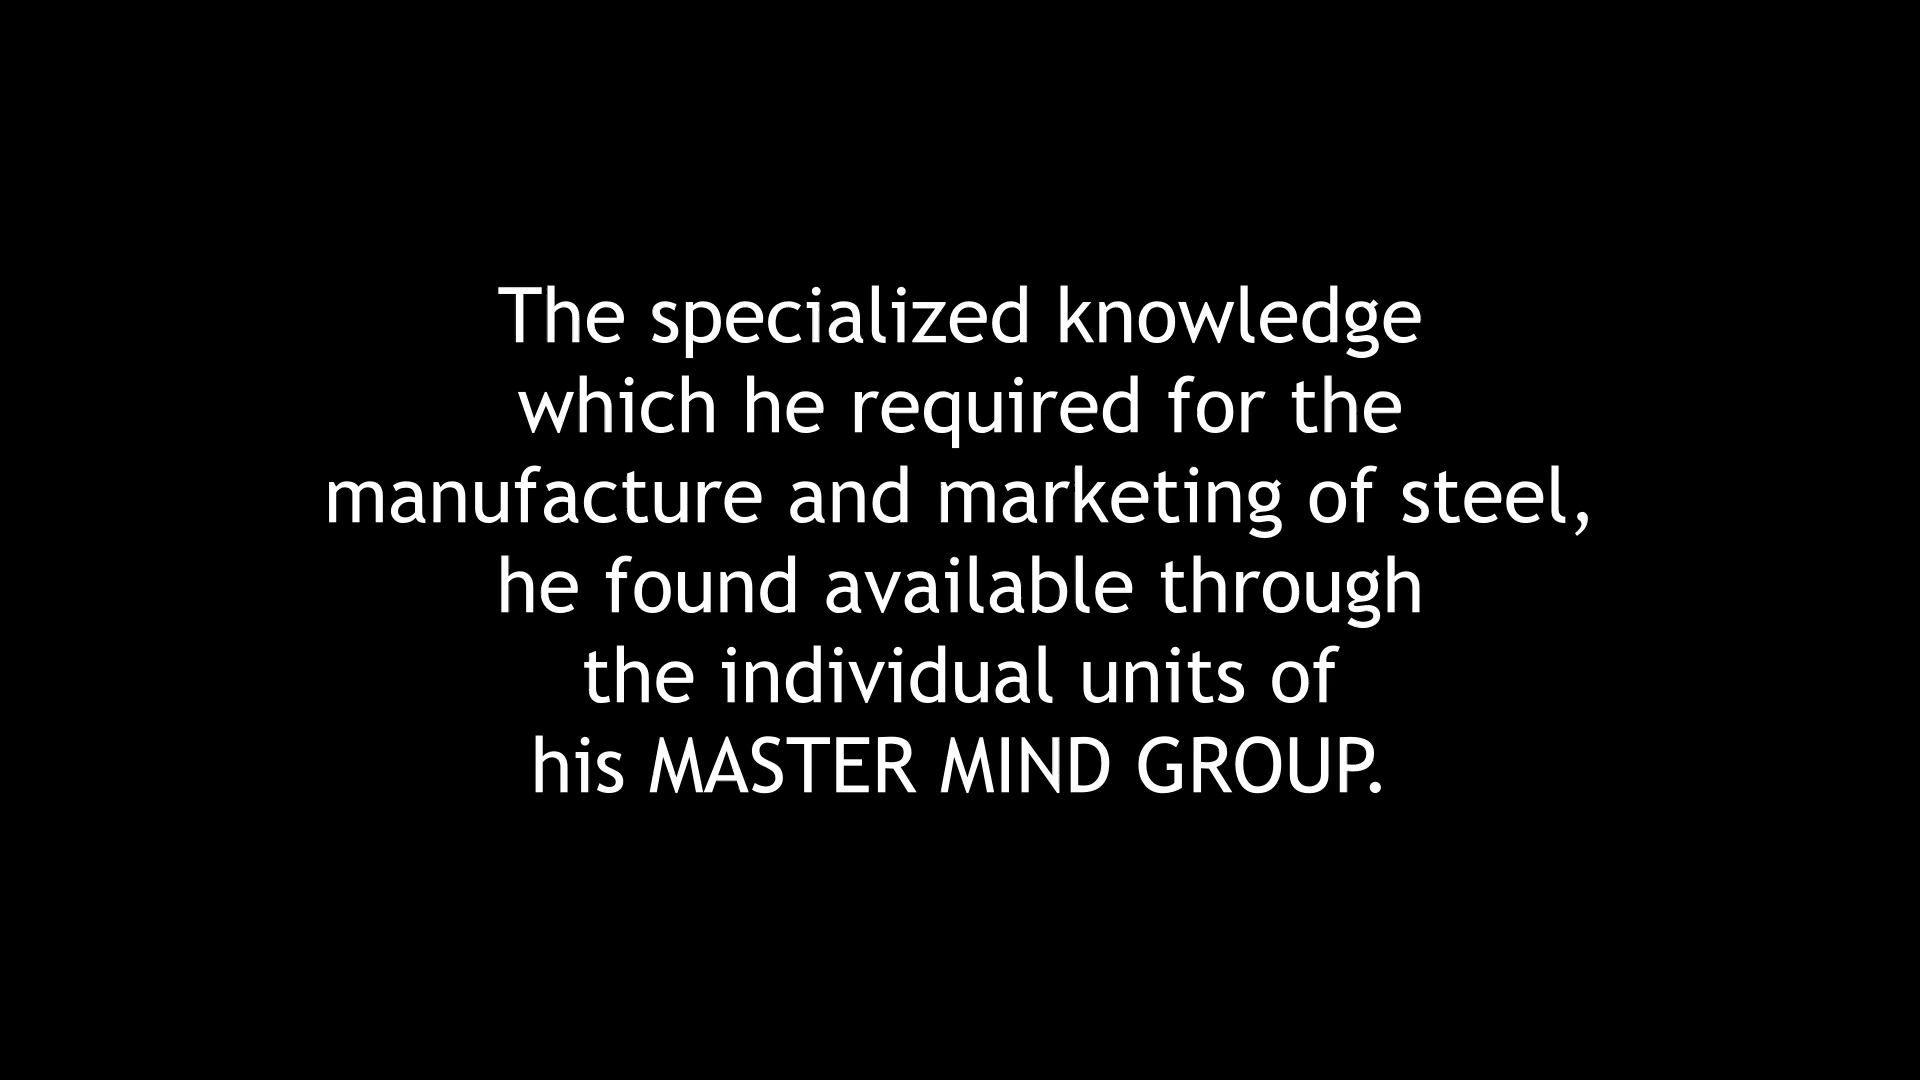 The specialized knowledge
which he required for the
manufacture and marketing of steel,
he found available through
the individual units of
his MASTER MIND GROUP.